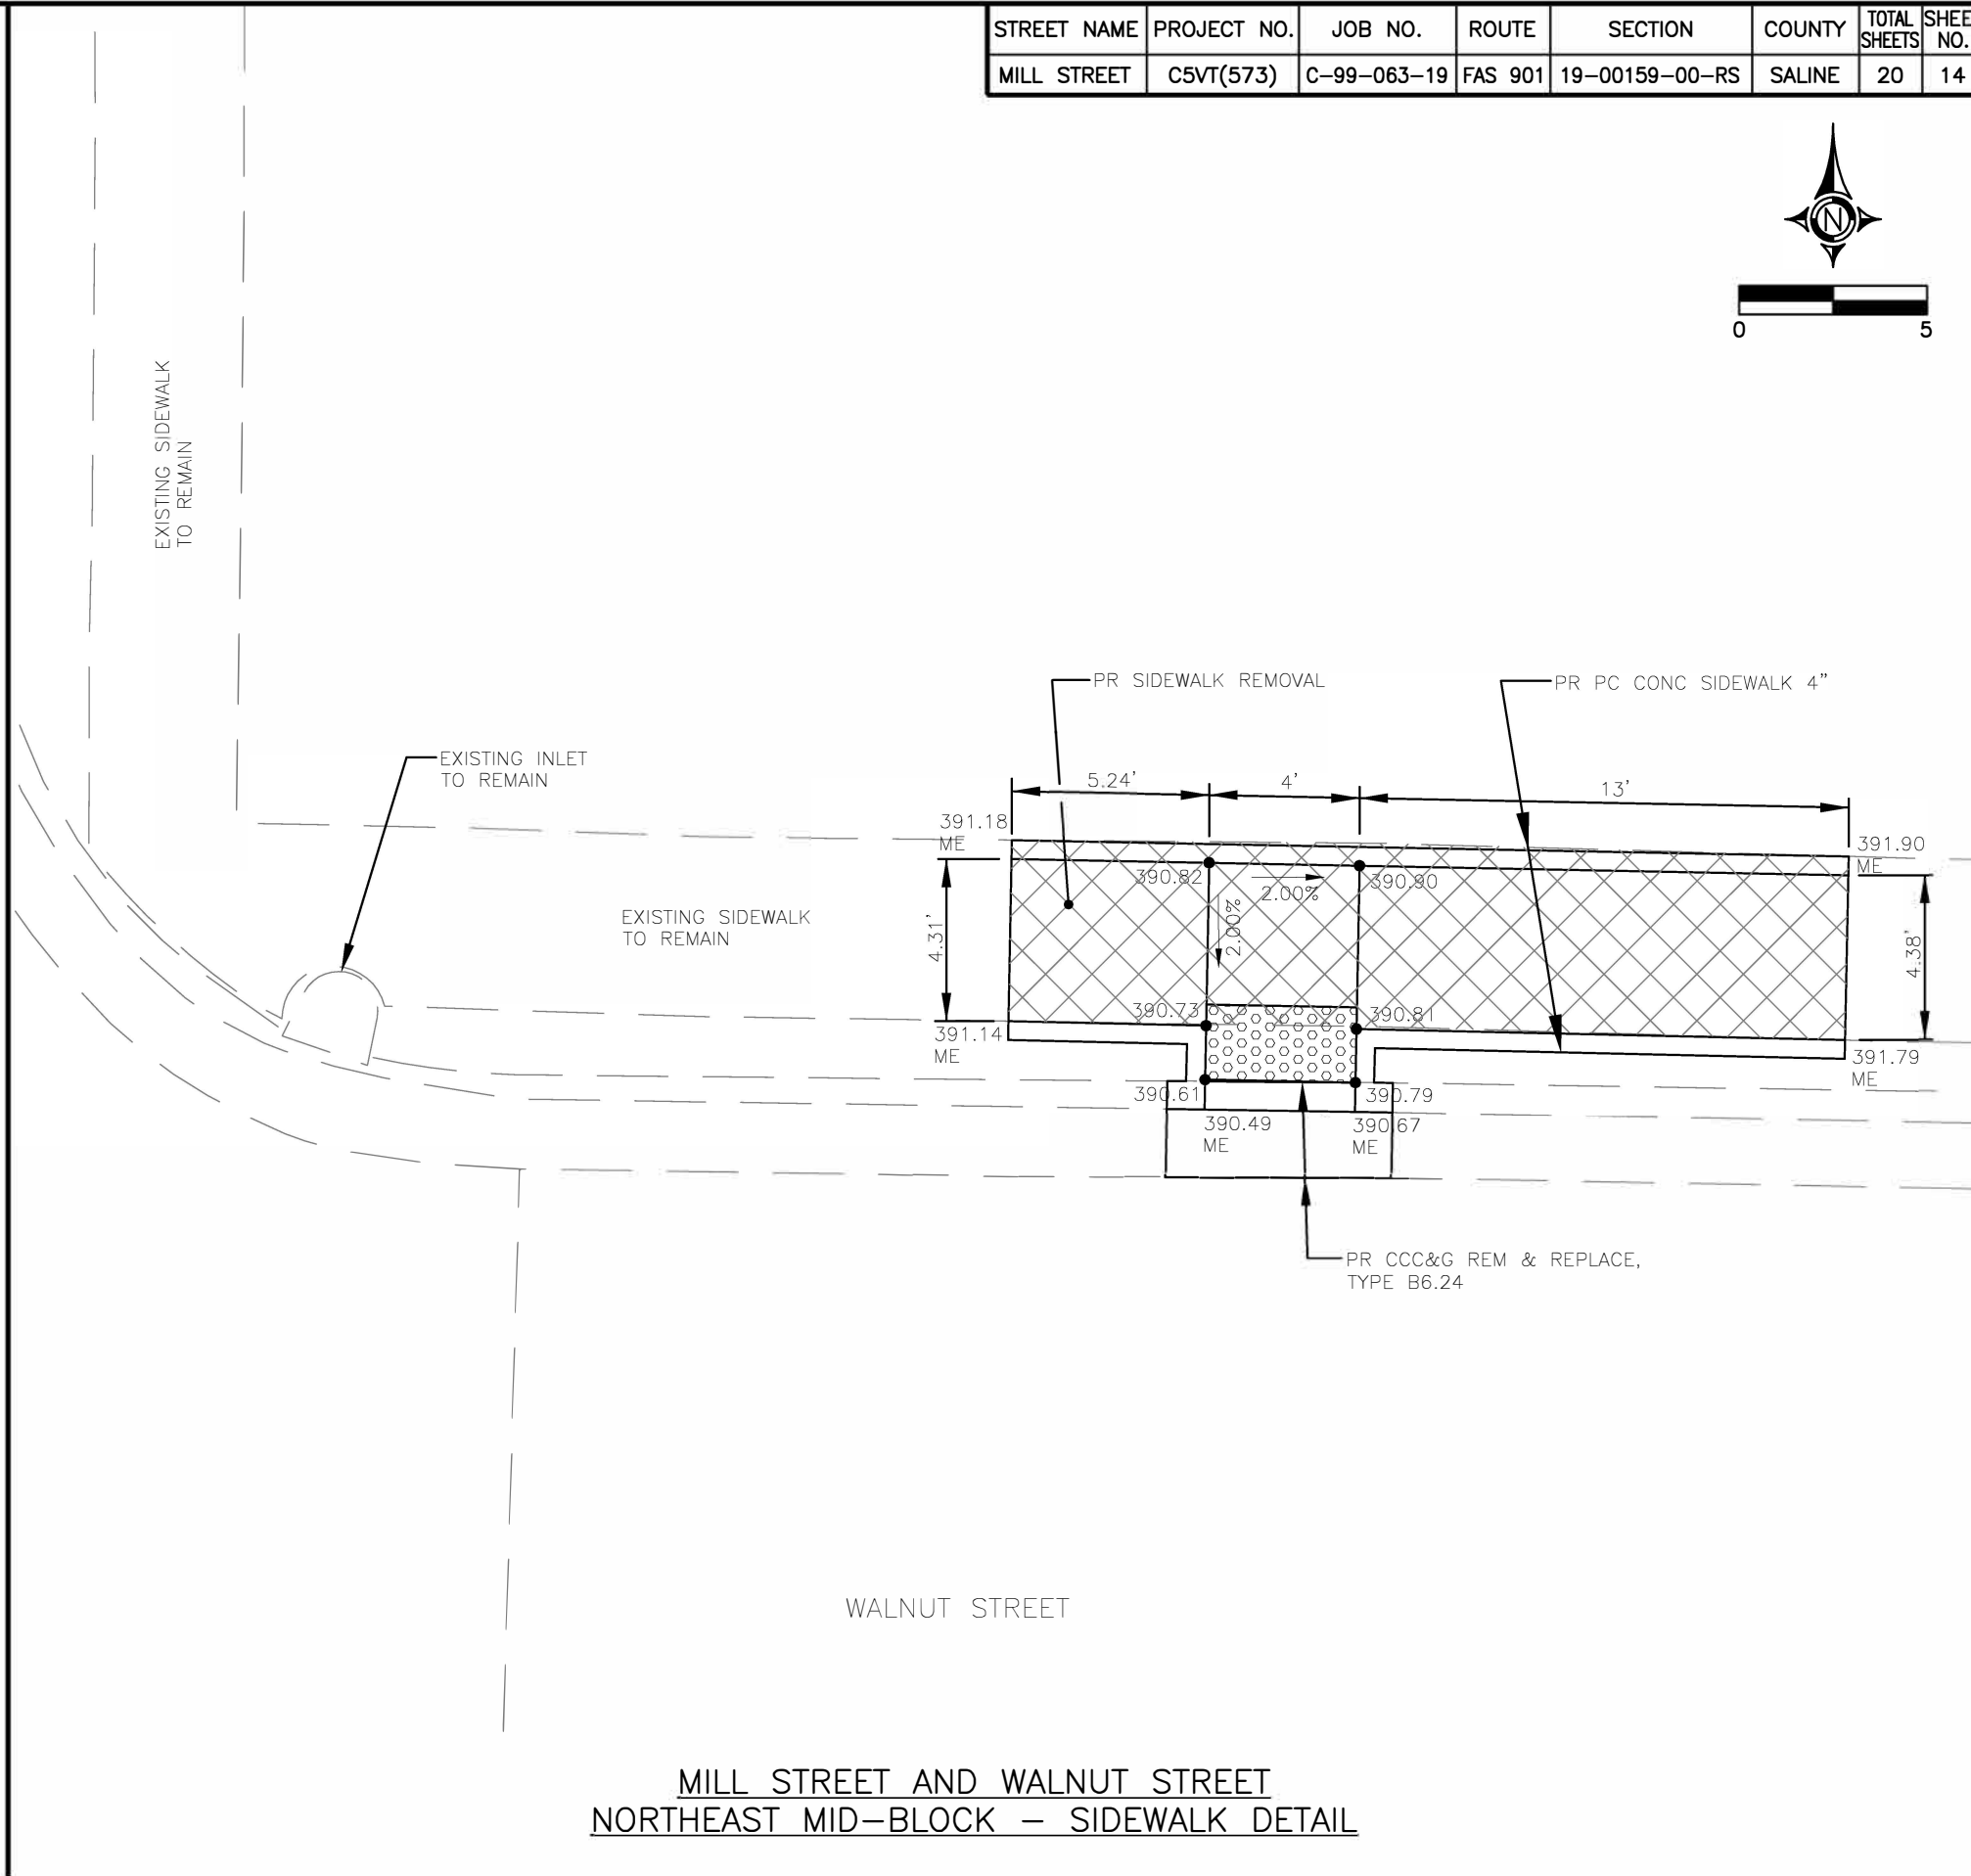 STREET NAME PROJECT NO. JOB NO. ROUTE SECTION COUNTY TOTAL SHEETS SHEE NO.
MILL STREET C5VT(573) C-99-063-19 FAS 901 19-00159-00-RS SALINE 20 14
N
0 5
EXISTING SIDEWALK
TO REMAIN
PR SIDEWALK REMOVAL
PR PC CONC SIDEWALK 4"
EXISTING INLET
TO REMAIN
5.24' 4' 13'
391.18
ME
391.90
ME
390.82
390.90
2.00%
2.00%
EXISTING SIDEWALK
TO REMAIN
4.31'
4.38'
390.73
390.81
391.14
ME
391.79
ME
390.61
390.79
390.49
ME
390.67
ME
PR CCC&G REM & REPLACE,
TYPE B6.24
WALNUT STREET
MILL STREET AND WALNUT STREET
NORTHEAST MID-BLOCK - SIDEWALK DETAIL